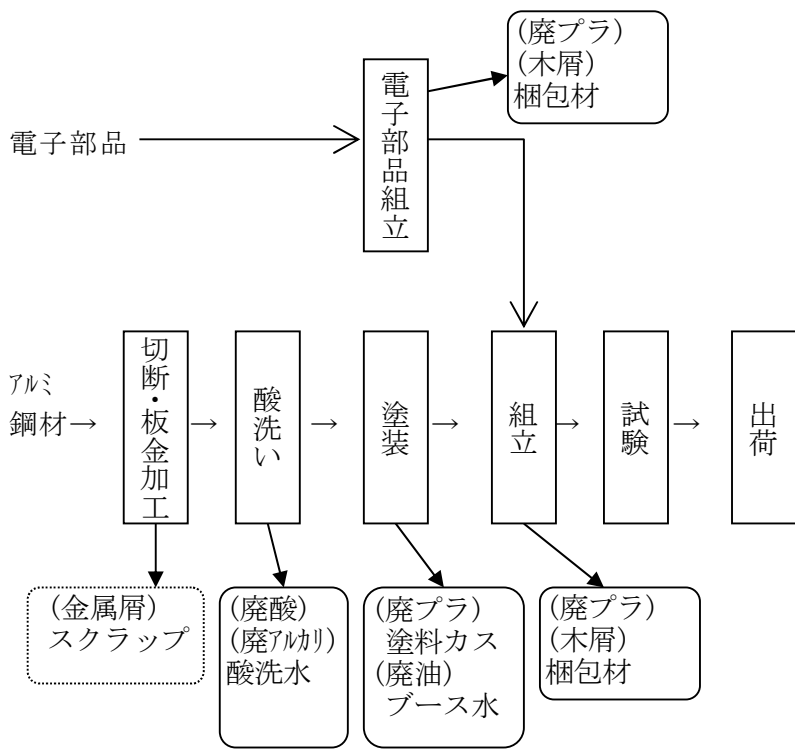 (廃プラ)
(木屑)
梱包材
電子部品
電子部品組立
アルミ
鋼材→
切断・板金加工
→
酸洗い
→
塗装
→
組立
→
試験
→
出荷
(金属屑)
スクラップ
(廃酸)
(廃アルカリ)
酸洗水
(廃プラ)
塗料カス
(廃油)
ブース水
(廃プラ)
(木屑)
梱包材